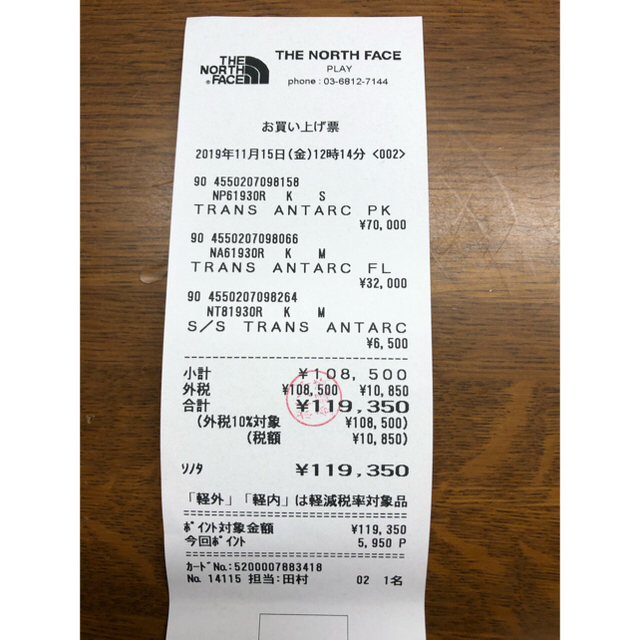 THE
NORTH
FACE
THE NORTH FACE
PLAY
phone : 03-6812-7144
お買い上げ票
2019年11月15日(金)12時14分 <002>
90 4550207098158
NP61930R K S
TRANS ANTARC PK
¥70,000
90 4550207098066
NA61930R K M
TRANS ANTARC FL
¥32,000
90 4550207098264
NT81930R K M
S/S TRANS ANTARC
¥6,500
小計 ¥108,500
外税 ¥108,500 ¥10,850
合計 ¥119,350
(外税10%対象 ¥108,500)
(税額 ¥10,850)
ｿﾉﾀ ¥119,350
「軽外」「軽内」は軽減税率対象品
ﾎﾟｲﾝﾄ対象金額 ¥119,350
今回ﾎﾟｲﾝﾄ 5,950 P
ｶｰﾄﾞNo.:5200007883418
No. 14115 担当:田村 02 1名